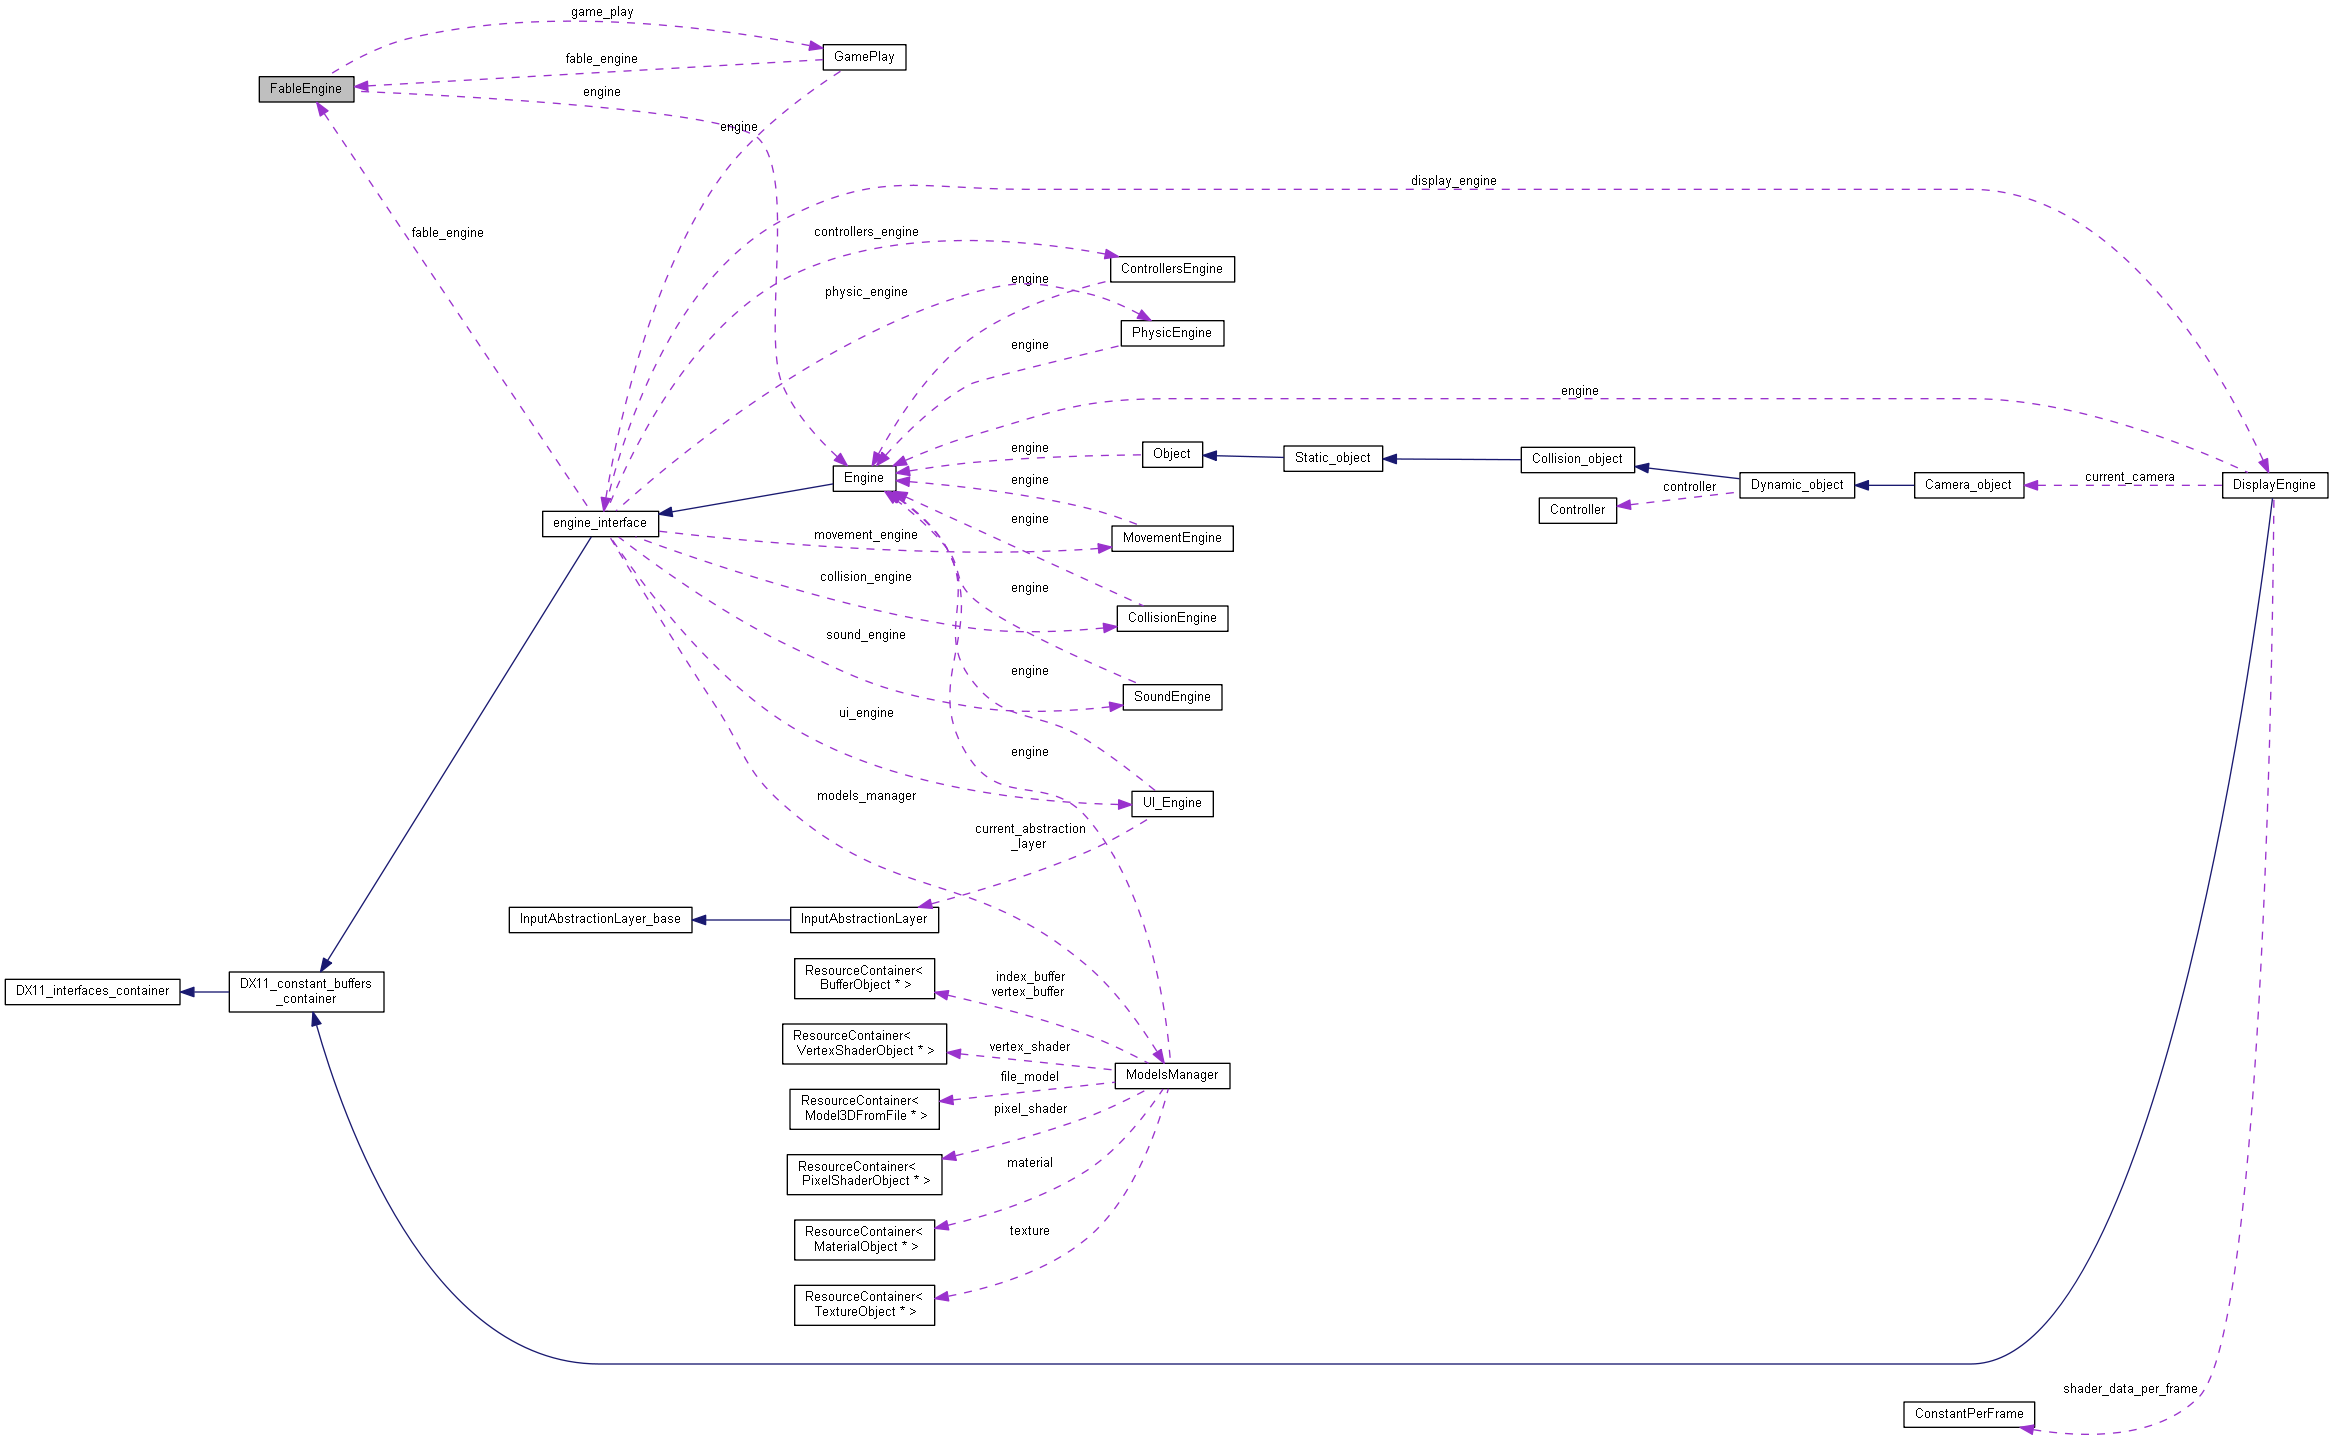 game_play
GamePlay
fable_engine
FableEngine
engine
engine
display_engine
fable_engine
controllers_engine
ControllersEngine
engine
physic_engine
PhysicEngine
engine
engine
engine
Object
Static_object
Collision_object
Engine
engine
controller
Dynamic_object
Camera_object
current_camera
DisplayEngine
Controller
engine_interface
engine
movement_engine
MovementEngine
collision_engine
engine
CollisionEngine
sound_engine
engine
SoundEngine
ui_engine
engine
models_manager
UI_Engine
current_abstraction
_layer
InputAbstractionLayer_base
InputAbstractionLayer
DX11_interfaces_container
DX11_constant_buffers
_container
ResourceContainer<
BufferObject * >
index_buffer
vertex_buffer
ResourceContainer<
VertexShaderObject * >
vertex_shader
ModelsManager
file_model
ResourceContainer<
Model3DFromFile * >
pixel_shader
ResourceContainer<
PixelShaderObject * >
material
ResourceContainer<
MaterialObject * >
texture
ResourceContainer<
TextureObject * >
shader_data_per_frame
ConstantPerFrame